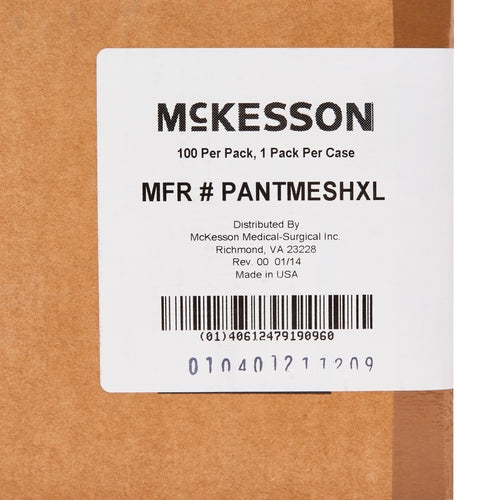 McKESSON
100 Per Pack, 1 Pack Per Case
MFR # PANTMESHXL
Distributed By
McKesson Medical-Surgical Inc.
Richmond, VA 23228
Rev. 00 01/14
Made in USA
(01)40612479190960
010401211209